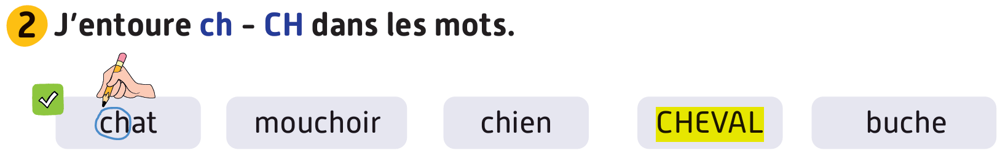 2 J’entoure ch - CH dans les mots.
chat mouchoir chien CHEVAL buche